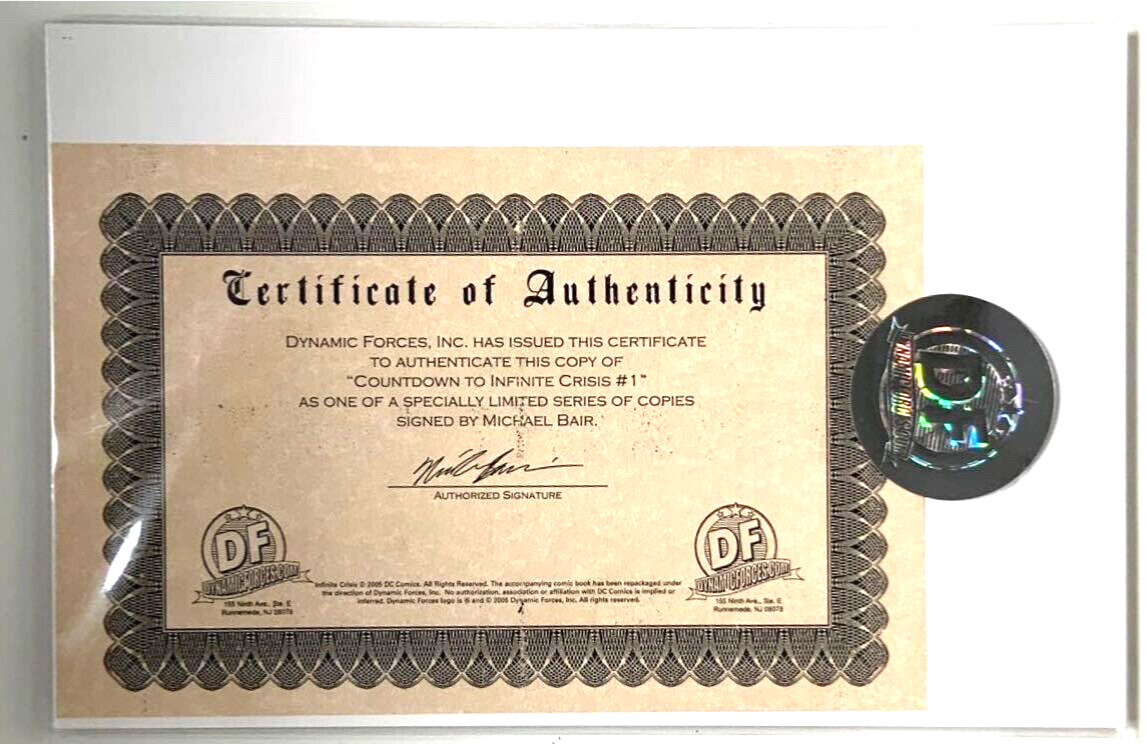 Certificate of Authenticity
Dynamic Forces, Inc. has issued this certificate
to authenticate this copy of
"Countdown to Infinite Crisis #1"
as one of a specially limited series of copies
signed by Michael Bair.
Authorized Signature
DF
DYNAMICFORCES.COM
155 Ninth Ave., Ste. E
Runnemede, NJ 08078
Infinite Crisis © 2005 DC Comics. All Rights Reserved. The accompanying comic book has been repackaged under
the direction of Dynamic Forces, Inc. No authorization, association or affiliation with DC Comics is implied or
inferred. Dynamic Forces logo is ® and © 2005 Dynamic Forces, Inc. All rights reserved.
DF
DYNAMICFORCES.COM
155 Ninth Ave., Ste. E
Runnemede, NJ 08078
DF